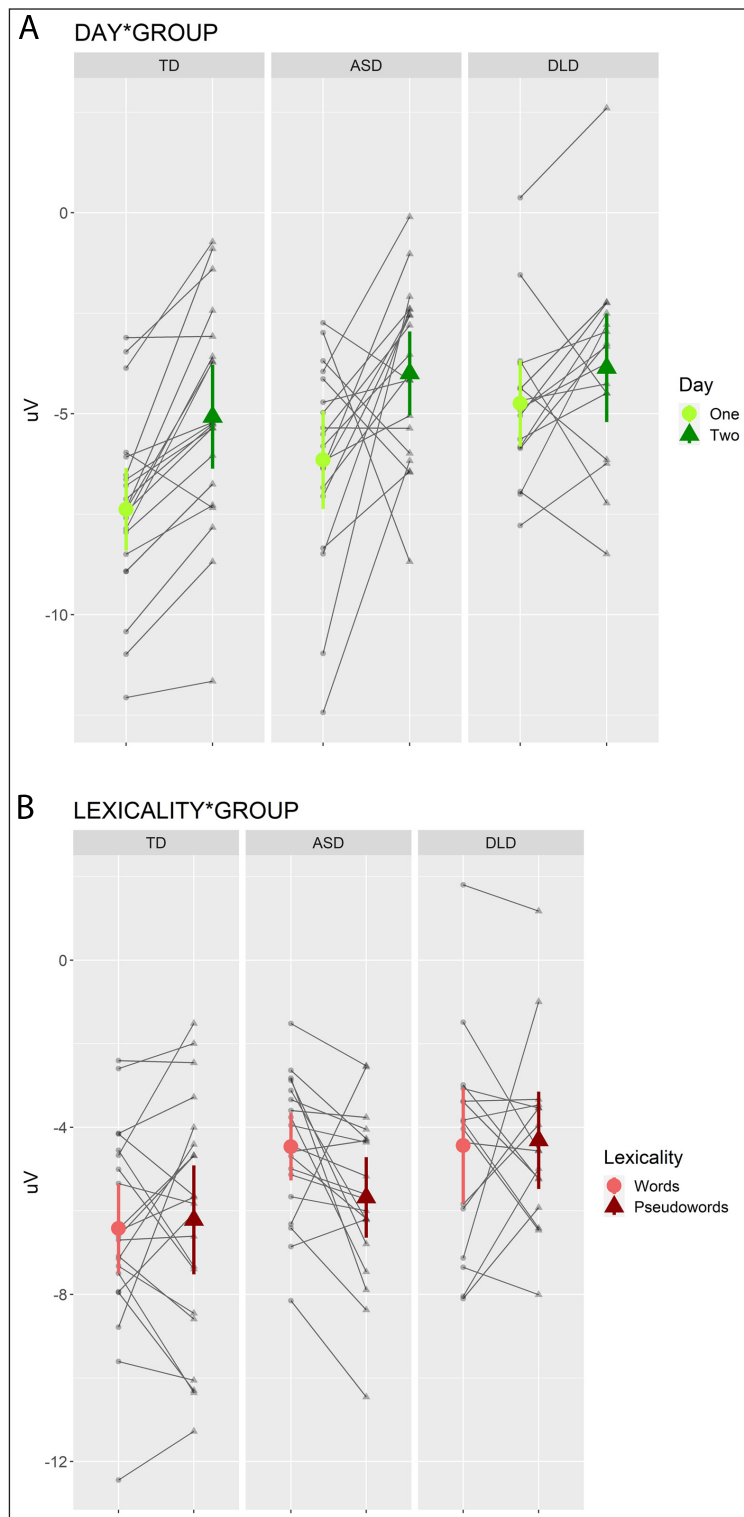 A
DAY*GROUP
TD ASD DLD
0
-5
-10
uV
Day
One
Two
B
LEXICALITY*GROUP
TD ASD DLD
0
-4
-8
-12
uV
Lexicality
Words
Pseudowords